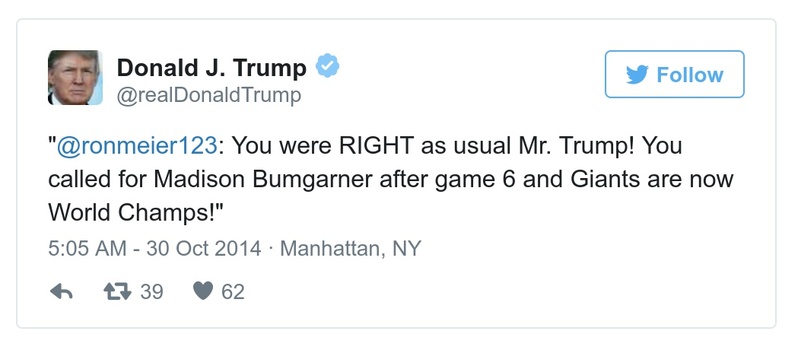 Donald J. Trump
@realDonaldTrump
Follow
"@ronmeier123: You were RIGHT as usual Mr. Trump! You
called for Madison Bumgarner after game 6 and Giants are now
World Champs!"
5:05 AM - 30 Oct 2014 · Manhattan, NY
39 62